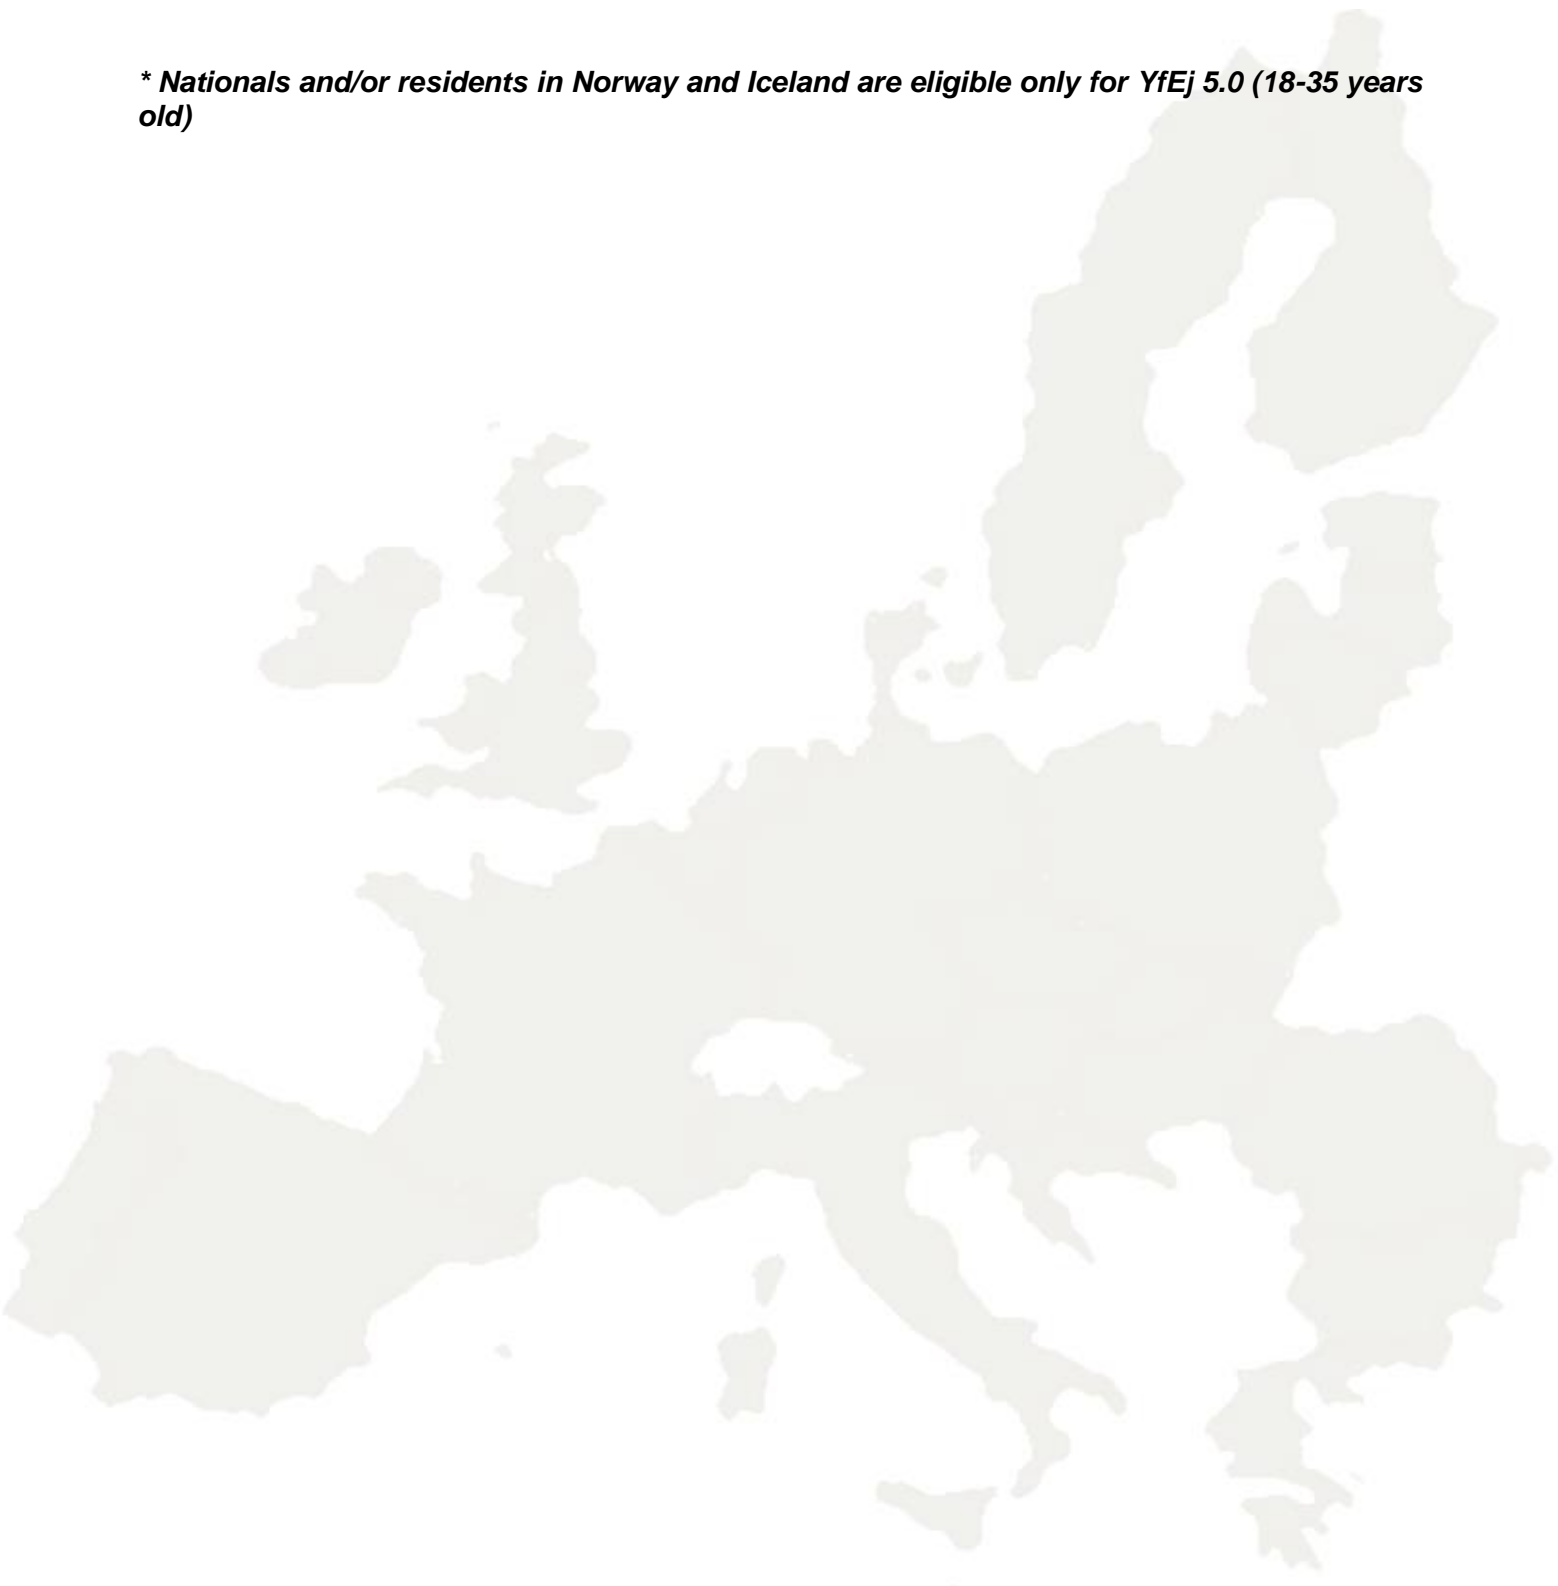 * Nationals and/or residents in Norway and Iceland are eligible only for YfEj 5.0 (18-35 years
old)